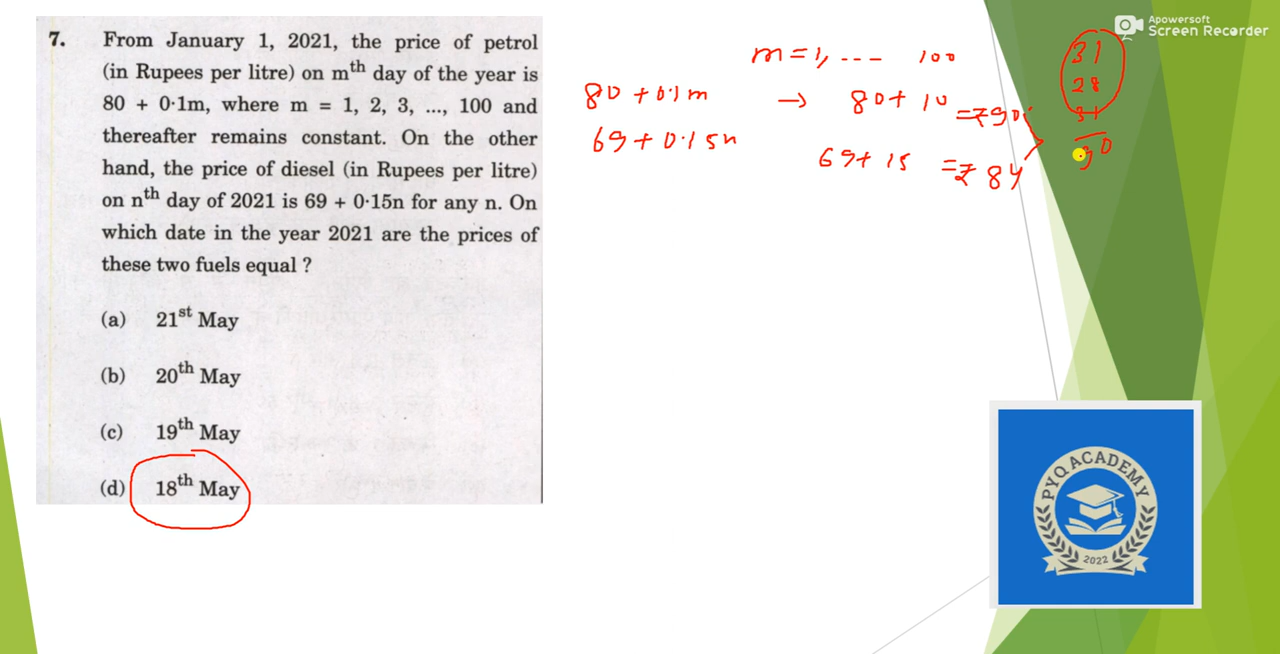 7. From January 1, 2021, the price of petrol
(in Rupees per litre) on mth day of the year is
80 + 0·1m, where m = 1, 2, 3, ..., 100 and
thereafter remains constant. On the other
hand, the price of diesel (in Rupees per litre)
on nth day of 2021 is 69 + 0·15n for any n. On
which date in the year 2021 are the prices of
these two fuels equal ?
(a) 21st May
(b) 20th May
(c) 19th May
(d) 18th May
m = 1, --- 100
80 + 0.1m → 80 + 10 = ₹90
69 + 0.15n 69 + 15 = ₹84
31
28
31
30
Apowersoft
Screen Recorder
PYQ ACADEMY
2022